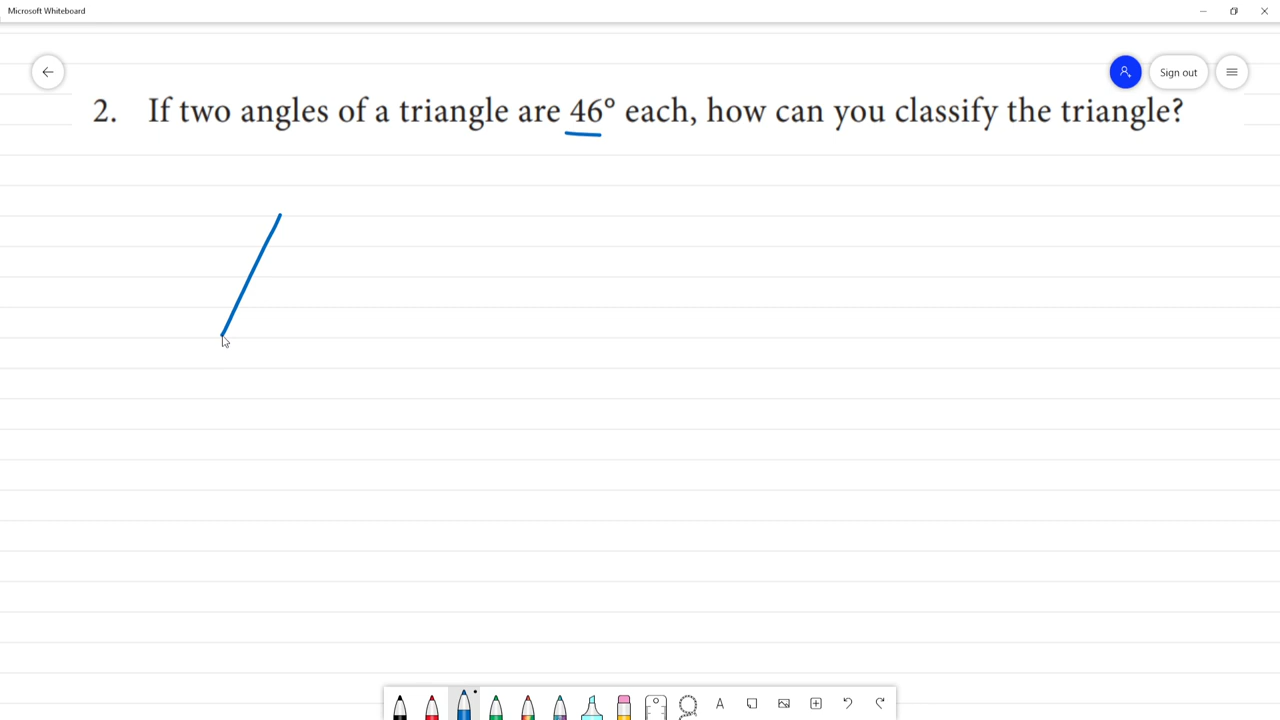 Microsoft Whiteboard
Sign out
2. If two angles of a triangle are 46° each, how can you classify the triangle?
A